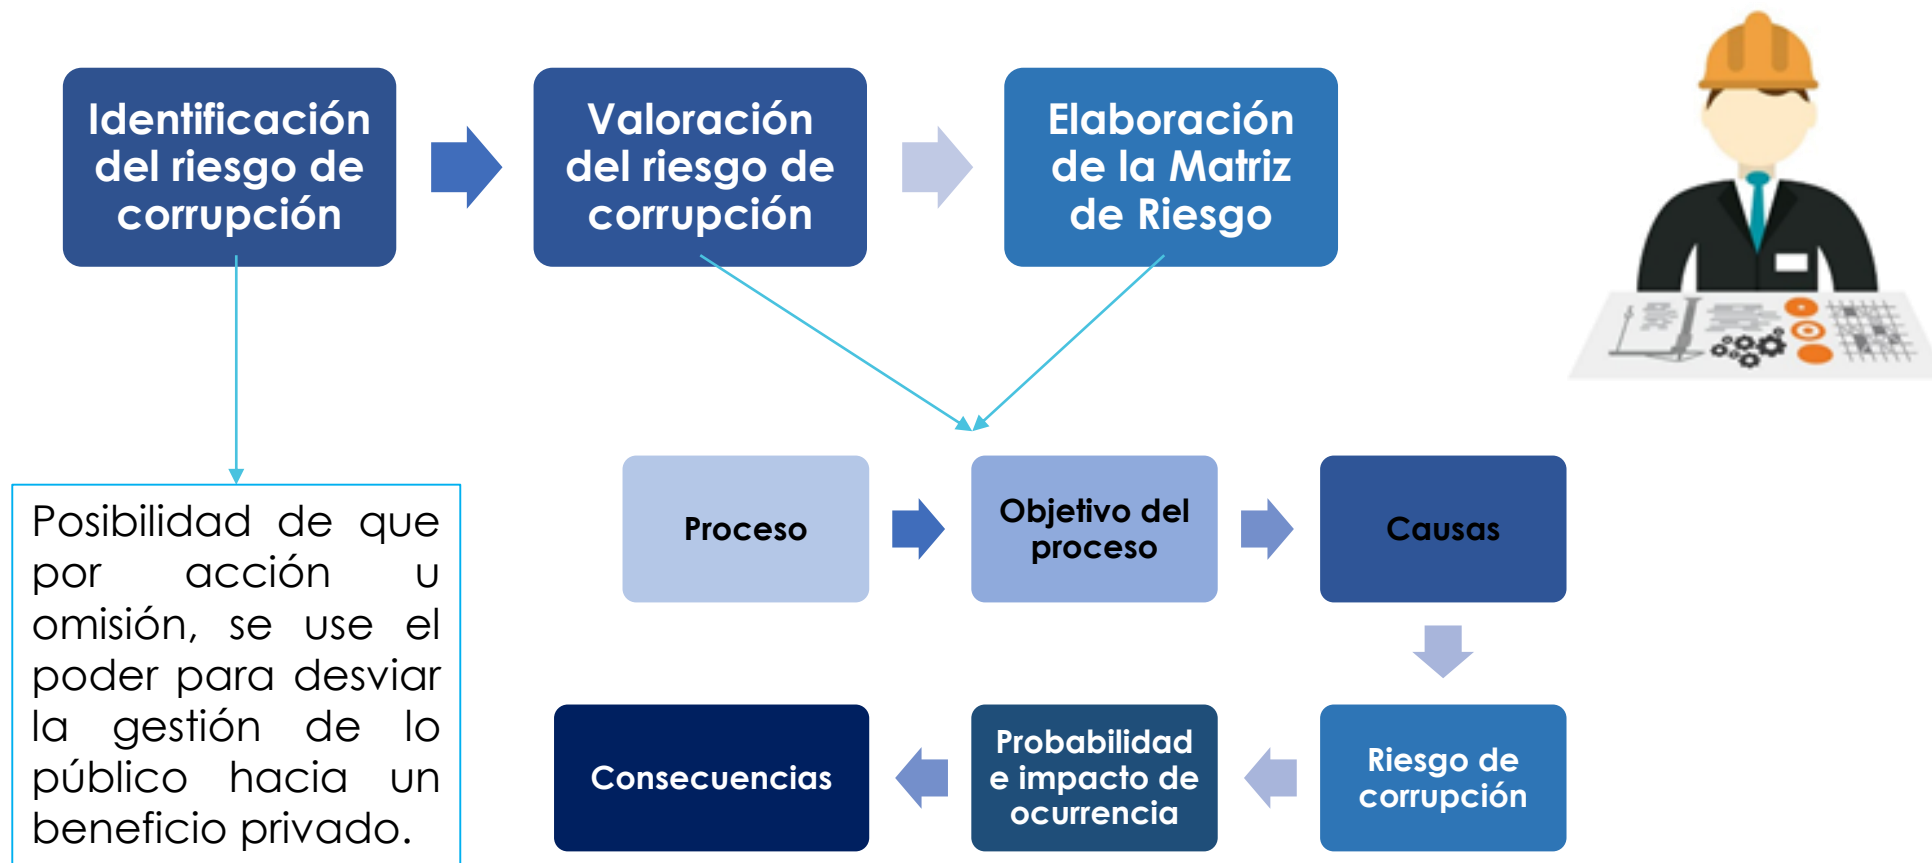 Identificación
del riesgo de
corrupción
Valoración
del riesgo de
corrupción
Elaboración
de la Matriz
de Riesgo
Posibilidad de que
por acción u
omisión, se use el
poder para desviar
la gestión de lo
público hacia un
beneficio privado.
Proceso
Objetivo del
proceso
Causas
Riesgo de
corrupción
Probabilidad
e impacto de
ocurrencia
Consecuencias